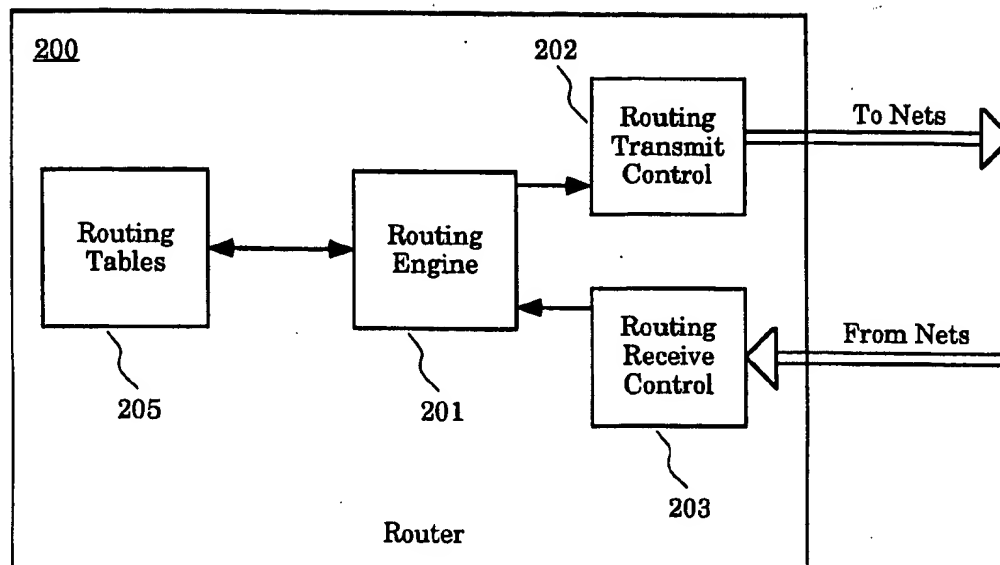 200
202
Routing
Transmit
Control
To Nets
Routing
Tables
Routing
Engine
Routing
Receive
Control
From Nets
205
201
203
Router